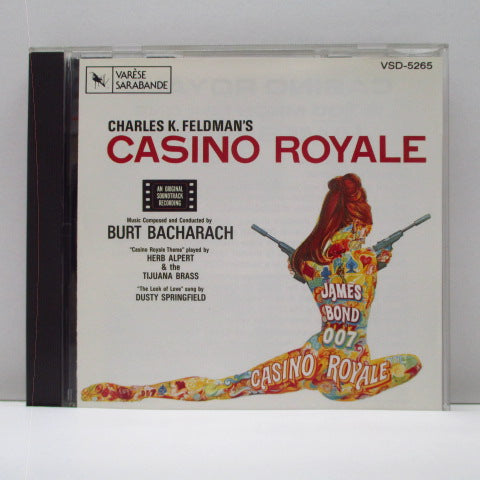 VARÈSE
SARABANDE
VSD-5265
CHARLES K. FELDMAN'S
CASINO ROYALE
AN ORIGINAL
SOUNDTRACK
RECORDING
Music Composed and Conducted by
BURT BACHARACH
"Casino Royale Theme" played by
HERB ALPERT
& the
TIJUANA BRASS
"The Look of Love" sung by
DUSTY SPRINGFIELD
JAMES
BOND
007
CASINO ROYALE